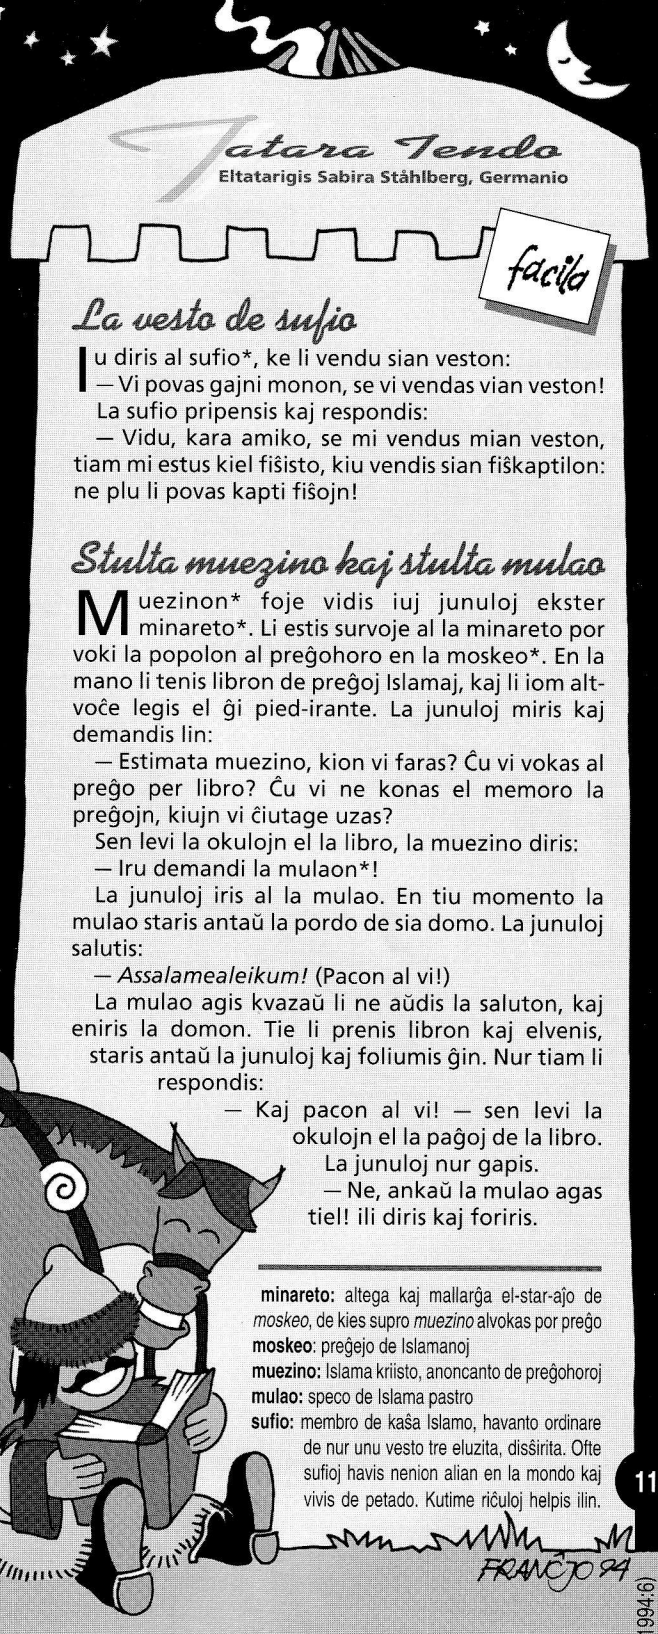 Tatara Tendo
Eltatarigis Sabira Ståhlberg, Germanio
facila
La vesto de sufio
Iu diris al sufio*, ke li vendu sian veston:
— Vi povas gajni monon, se vi vendas vian veston!
La sufio pripensis kaj respondis:
— Vidu, kara amiko, se mi vendus mian veston,
tiam mi estus kiel fiŝisto, kiu vendis sian fiŝkaptilon:
ne plu li povas kapti fiŝojn!
Stulta muezino kaj stulta mulao
Muezinon* foje vidis iuj junuloj ekster
minareto*. Li estis survoje al la minareto por
voki la popolon al preĝohoro en la moskeo*. En la
mano li tenis libron de preĝoj Islamaj, kaj li iom alt-
voĉe legis el ĝi pied-irante. La junuloj miris kaj
demandis lin:
— Estimata muezino, kion vi faras? Ĉu vi vokas al
preĝo per libro? Ĉu vi ne konas el memoro la
preĝojn, kiujn vi ĉiutage uzas?
Sen levi la okulojn el la libro, la muezino diris:
— Iru demandi la mulaon*!
La junuloj iris al la mulao. En tiu momento la
mulao staris antaŭ la pordo de sia domo. La junuloj
salutis:
— Assalamealeikum! (Pacon al vi!)
La mulao agis kvazaŭ li ne aŭdis la saluton, kaj
eniris la domon. Tie li prenis libron kaj elvenis,
staris antaŭ la junuloj kaj foliumis ĝin. Nur tiam li
respondis:
— Kaj pacon al vi! — sen levi la
okulojn el la paĝoj de la libro.
La junuloj nur gapis.
— Ne, ankaŭ la mulao agas
tiel! ili diris kaj foriris.
minareto: altega kaj mallarĝa el-star-aĵo de
moskeo, de kies supro muezino alvokas por preĝo
moskeo: preĝejo de Islamanoj
muezino: Islama kriisto, anoncanto de preĝohoroj
mulao: speco de Islama pastro
sufio: membro de kaŝa Islamo, havanto ordinare
de nur unu vesto tre eluzita, disŝirita. Ofte
sufioj havis nenion alian en la mondo kaj
vivis de petado. Kutime riĉuloj helpis ilin.
11
FRANĈJO 94
1994:6)